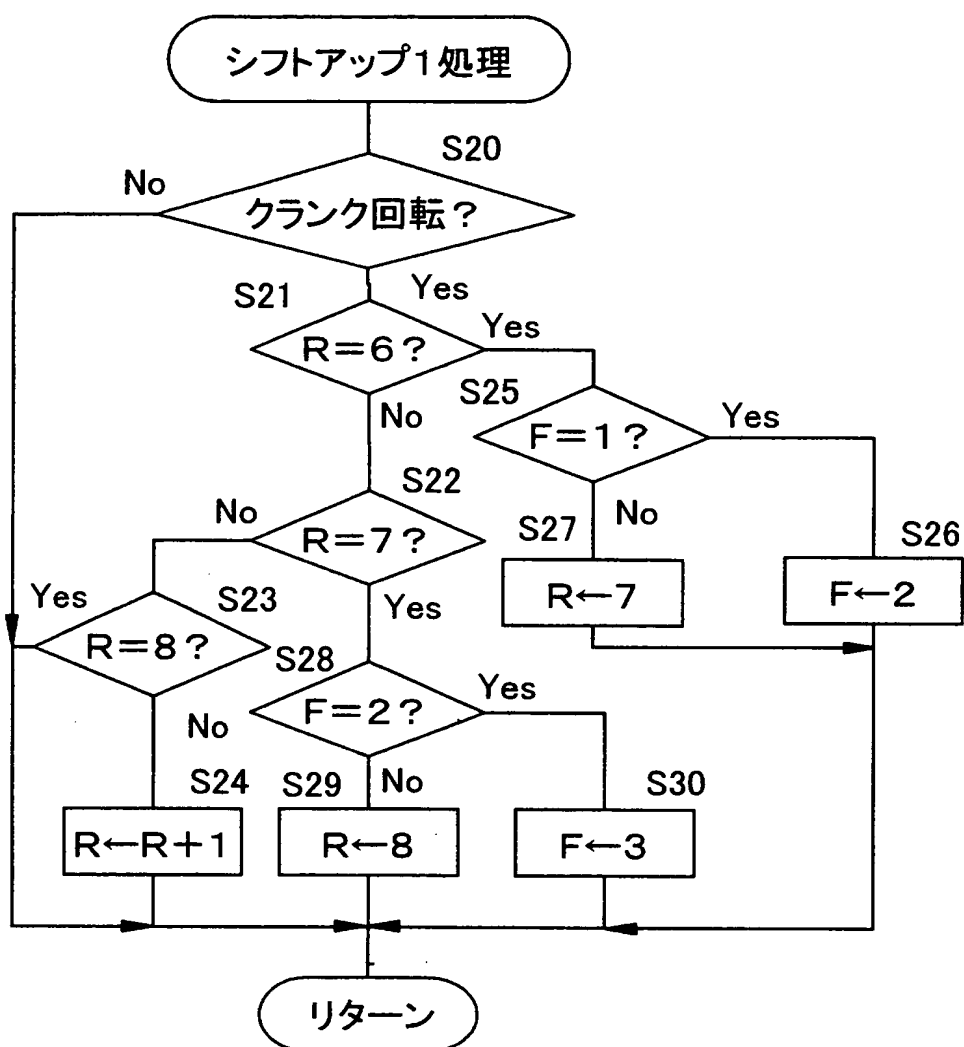 シフトアップ1処理
S20
No
クランク回転？
Yes
S21
Yes
R＝6？
S25
No
Yes
F＝1？
S22
No
R＝7？
S27
No
S26
R←7
F←2
Yes
S23
Yes
R＝8？
S28
Yes
F＝2？
No
S24
S29
No
S30
R←R＋1
R←8
F←3
リターン